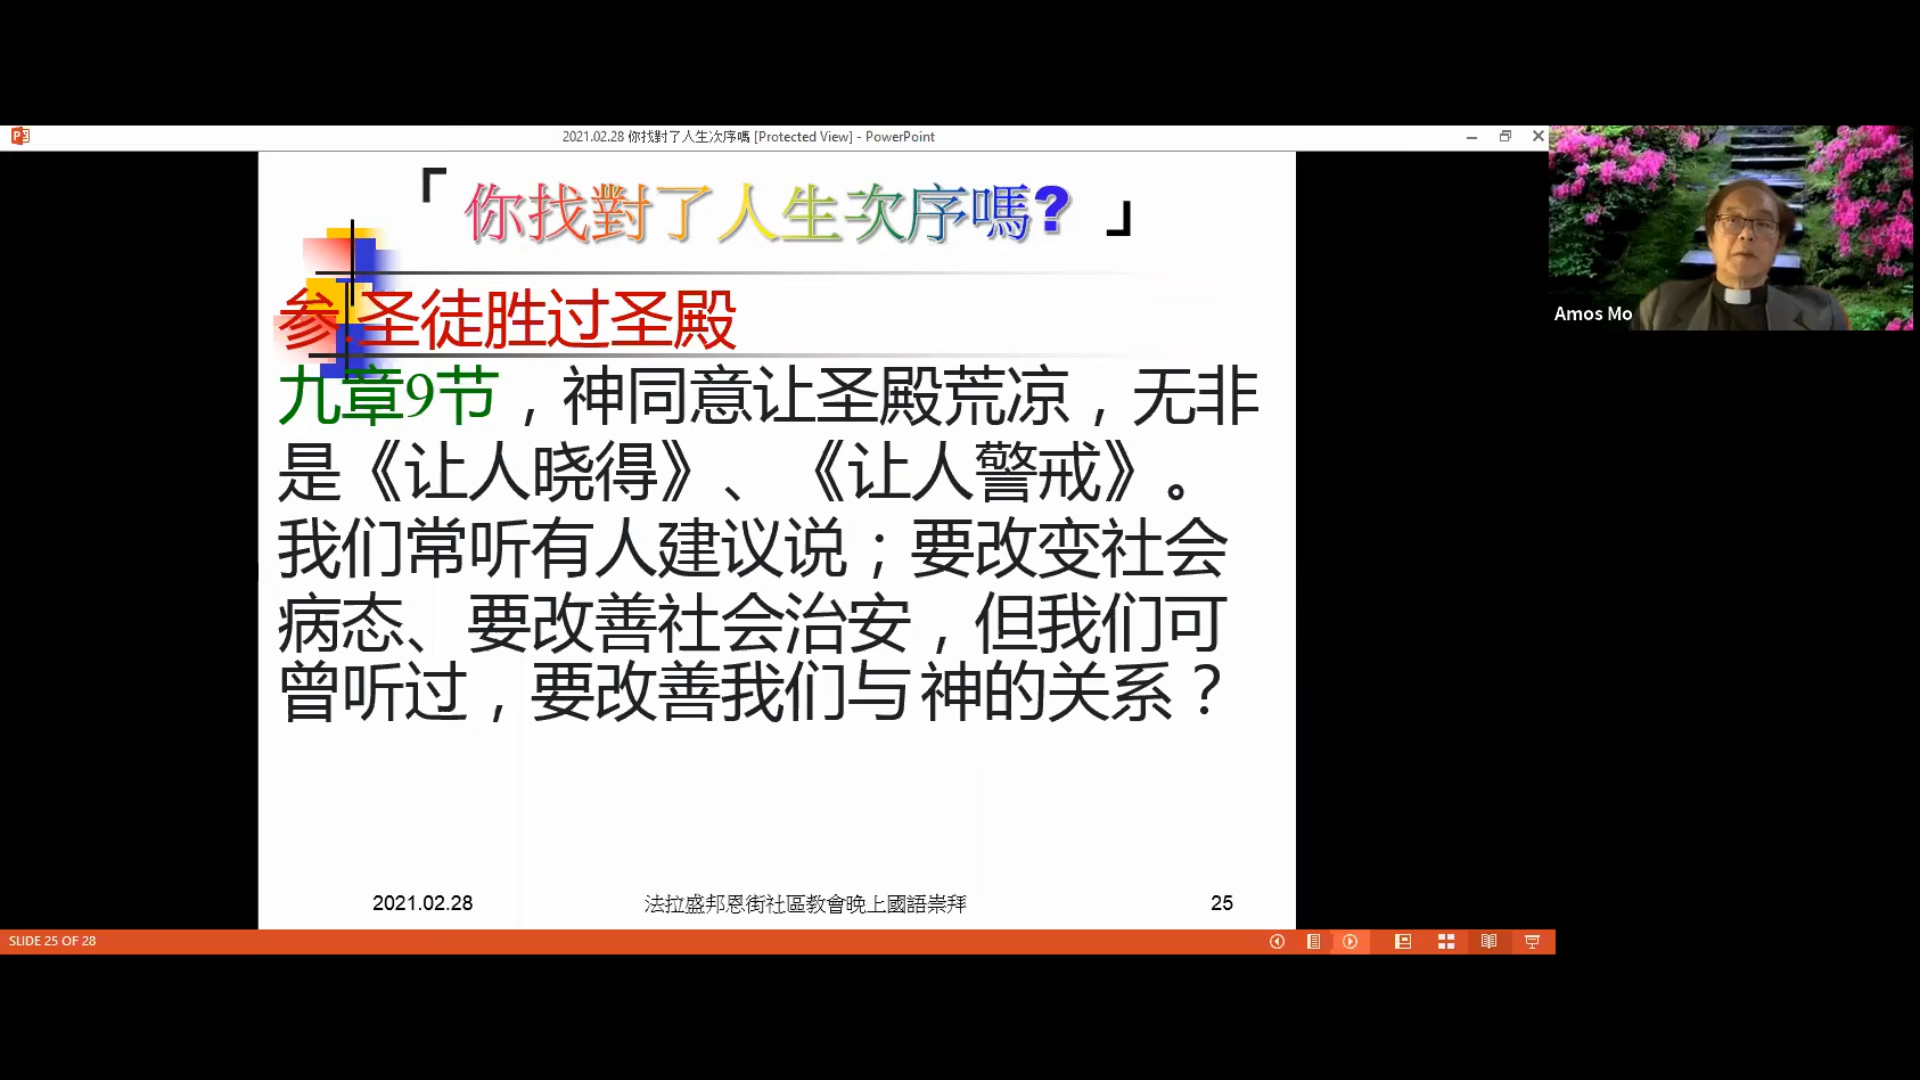 2021.02.28 你找對了人生次序嗎 [Protected View] - PowerPoint
「你找對了人生次序嗎?」
参.圣徒胜过圣殿
九章9节，神同意让圣殿荒凉，无非
是《让人晓得》、《让人警戒》。
我们常听有人建议说；要改变社会
病态、要改善社会治安，但我们可
曾听过，要改善我们与神的关系？
2021.02.28
法拉盛邦恩街社區教會晚上國語崇拜
25
SLIDE 25 OF 28
Amos Mo